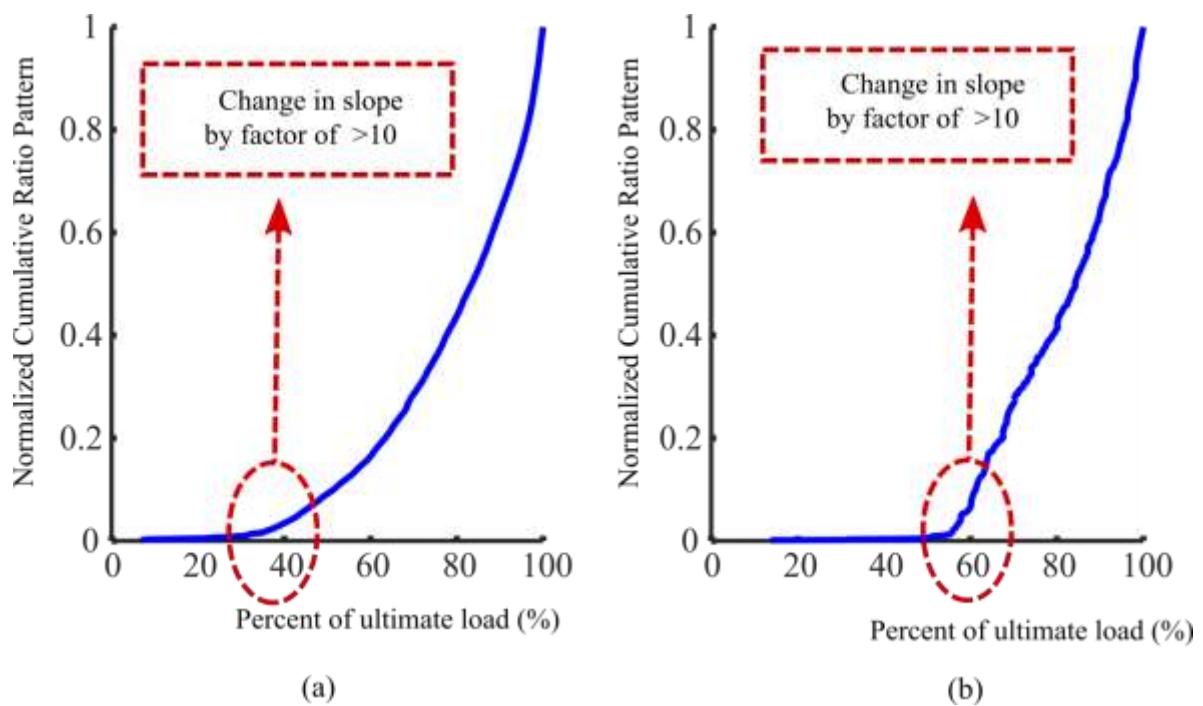 Normalized Cumulative Ratio Pattern
1
0.8
0.6
0.4
0.2
0
Change in slope
by factor of >10
0 20 40 60 80 100
Percent of ultimate load (%)
(a)
Normalized Cumulative Ratio Pattern
1
0.8
0.6
0.4
0.2
0
Change in slope
by factor of >10
0 20 40 60 80 100
Percent of ultimate load (%)
(b)